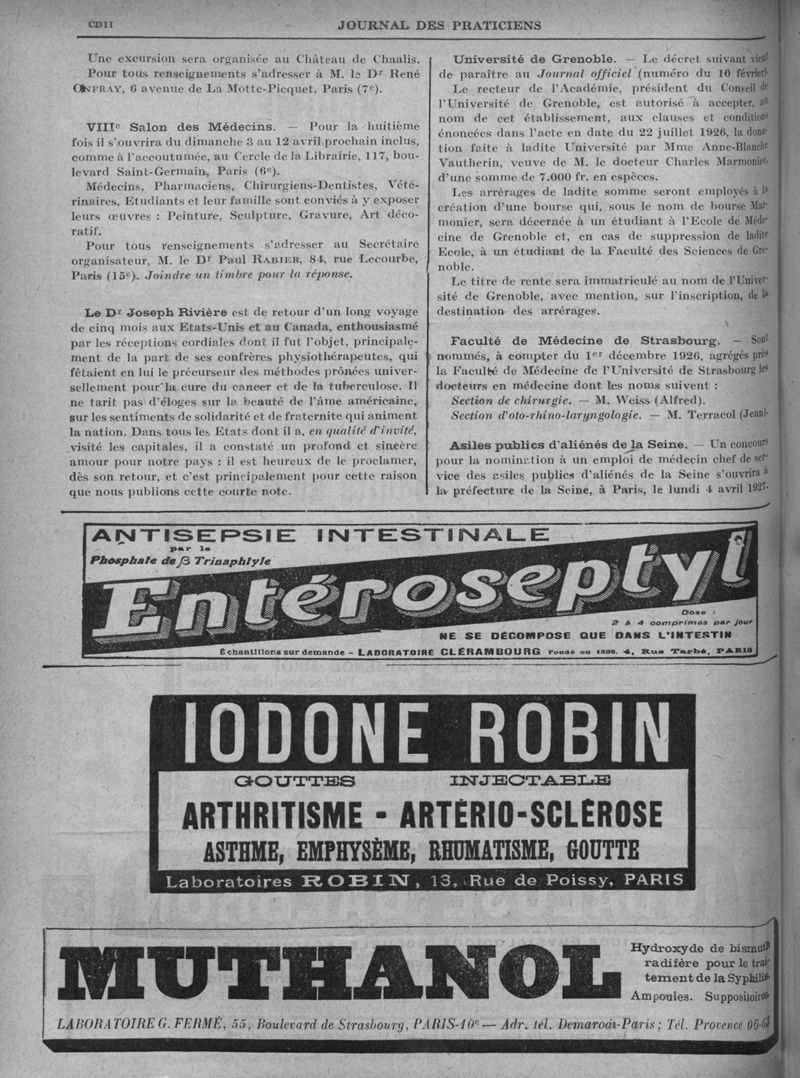 CDII
JOURNAL DES PRATICIENS
Une excursion sera organisée au Château de Chaalis.
Pour tous renseignements s'adresser à M. le Dr René
ONFRAY, 6 avenue de La Motte-Picquet, Paris (7e).
VIIIe Salon des Médecins. — Pour la huitième
fois il s'ouvrira du dimanche 3 au 12 avril prochain inclus,
comme à l'accoutumée, au Cercle de la Librairie, 117, bou-
levard Saint-Germain, Paris (6e).
Médecins, Pharmaciens, Chirurgiens-Dentistes, Vété-
rinaires, Etudiants et leur famille sont conviés à y exposer
leurs œuvres : Peinture, Sculpture, Gravure, Art déco-
ratif.
Pour tous renseignements s'adresser au Secrétaire
organisateur, M. le Dr Paul RABIER, 84, rue Lecourbe,
Paris (15e). Joindre un timbre pour la réponse.
Le Dr Joseph Rivière est de retour d'un long voyage
de cinq mois aux Etats-Unis et au Canada, enthousiasmé
par les réceptions cordiales dont il fut l'objet, principale-
ment de la part de ses confrères physiothérapeutes, qui
fêtaient en lui le précurseur des méthodes prônées univer-
sellement pour la cure du cancer et de la tuberculose. Il
ne tarit pas d'éloges sur la beauté de l'âme américaine,
sur les sentiments de solidarité et de fraternite qui animent
la nation. Dans tous les Etats dont il a, en qualité d'invité,
visité les capitales, il a constaté un profond et sincère
amour pour notre pays : il est heureux de le proclamer,
dès son retour, et c'est principalement pour cette raison
que nous publions cette courte note.
Université de Grenoble. — Le décret suivant vient
de paraître au Journal officiel (numéro du 10 février).
Le recteur de l'Académie, président du Conseil de
l'Université de Grenoble, est autorisé à accepter, au
nom de cet établissement, aux clauses et conditions
énoncées dans l'acte en date du 22 juillet 1926, la dona-
tion faite à ladite Université par Mme Anne-Blanche
Vautherin, veuve de M. le docteur Charles Marmonier,
d'une somme de 7.000 fr. en espèces.
Les arrérages de ladite somme seront employés à la
création d'une bourse qui, sous le nom de bourse Mar-
monier, sera décernée à un étudiant à l'Ecole de Méde-
cine de Grenoble et, en cas de suppression de ladite
Ecole, à un étudiant de la Faculté des Sciences de Gre-
noble.
Le titre de rente sera immatriculé au nom de l'Univer-
sité de Grenoble, avec mention, sur l'inscription, de la
destination des arrérages.
Faculté de Médecine de Strasbourg. — Sont
nommés, à compter du 1er décembre 1926, agrégés près
la Faculté de Médecine de l'Université de Strasbourg les
docteurs en médecine dont les noms suivent :
Section de chirurgie. — M. Weiss (Alfred).
Section d'oto-rhino-laryngologie. — M. Terracol (Jean).
Asiles publics d'aliénés de la Seine. — Un concours
pour la nomination à un emploi de médecin chef de ser-
vice des asiles publics d'aliénés de la Seine s'ouvrira à
la préfecture de la Seine, à Paris, le lundi 4 avril 1927.
ANTISEPSIE INTESTINALE
par le
Phosphate de β Trinaphtyle
Entéroseptyl
Dose :
2 à 4 comprimés par jour
NE SE DÉCOMPOSE QUE DANS L'INTESTIN
Échantillons sur demande - LABORATOIRE CLÉRAMBOURG Fondé en 1898. 4, Rue Tarbé, PARIS
IODONE ROBIN
GOUTTES INJECTABLE
ARTHRITISME - ARTÉRIO-SCLÉROSE
ASTHME, EMPHYSÈME, RHUMATISME, GOUTTE
Laboratoires ROBIN, 13, Rue de Poissy, PARIS
MUTHANOL
Hydroxyde de bismuth
radifère pour le trai-
tement de la Syphilis
Ampoules. Suppositoires
LABORATOIRE G. FERMÉ, 55, Boulevard de Strasbourg, PARIS-10e — Adr. tél. Demaroai-Paris ; Tél. Provence 06-63